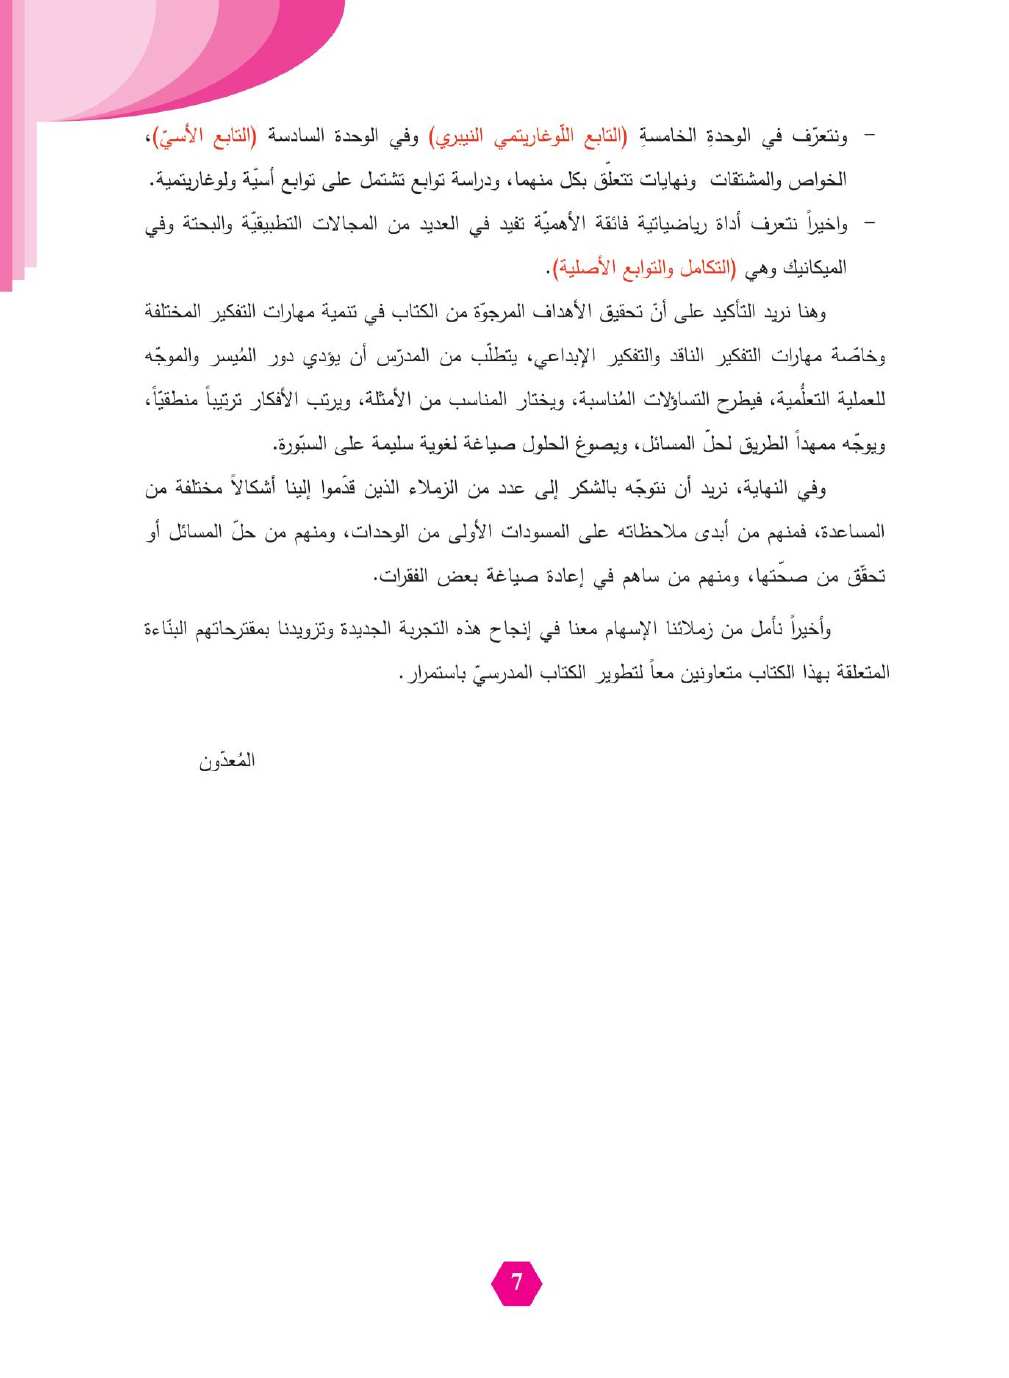 – ونتعرّف في الوحدةِ الخامسةِ (التابع اللّوغاريتمي النيبري) وفي الوحدة السادسة (التابع الأسيّ)،
الخواص والمشتقات ونهايات تتعلّق بكل منهما، ودراسة توابع تشتمل على توابع أسيّة ولوغاريتمية.
– واخيراً نتعرف أداة رياضياتية فائقة الأهميّة تفيد في العديد من المجالات التطبيقيّة والبحتة وفي
الميكانيك وهي (التكامل والتوابع الأصلية).
وهنا نريد التأكيد على أنّ تحقيق الأهداف المرجوّة من الكتاب في تنمية مهارات التفكير المختلفة
وخاصّة مهارات التفكير الناقد والتفكير الإبداعي، يتطلّب من المدرّس أن يؤدي دور المُيسر والموجّه
للعملية التعلُّمية، فيطرح التساؤلات المُناسبة، ويختار المناسب من الأمثلة، ويرتب الأفكار ترتيباً منطقيّاً،
ويوجّه ممهداً الطريق لحلّ المسائل، ويصوغ الحلول صياغة لغوية سليمة على السبّورة.
وفي النهاية، نريد أن نتوجّه بالشكر إلى عدد من الزملاء الذين قدّموا إلينا أشكالاً مختلفة من
المساعدة، فمنهم من أبدى ملاحظاته على المسودات الأولى من الوحدات، ومنهم من حلّ المسائل أو
تحقّق من صحّتها، ومنهم من ساهم في إعادة صياغة بعض الفقرات.
وأخيراً نأمل من زملائنا الإسهام معنا في إنجاح هذه التجربة الجديدة وتزويدنا بمقترحاتهم البنّاءة
المتعلقة بهذا الكتاب متعاونين معاً لتطوير الكتاب المدرسيّ باستمرار.
المُعدّون
7